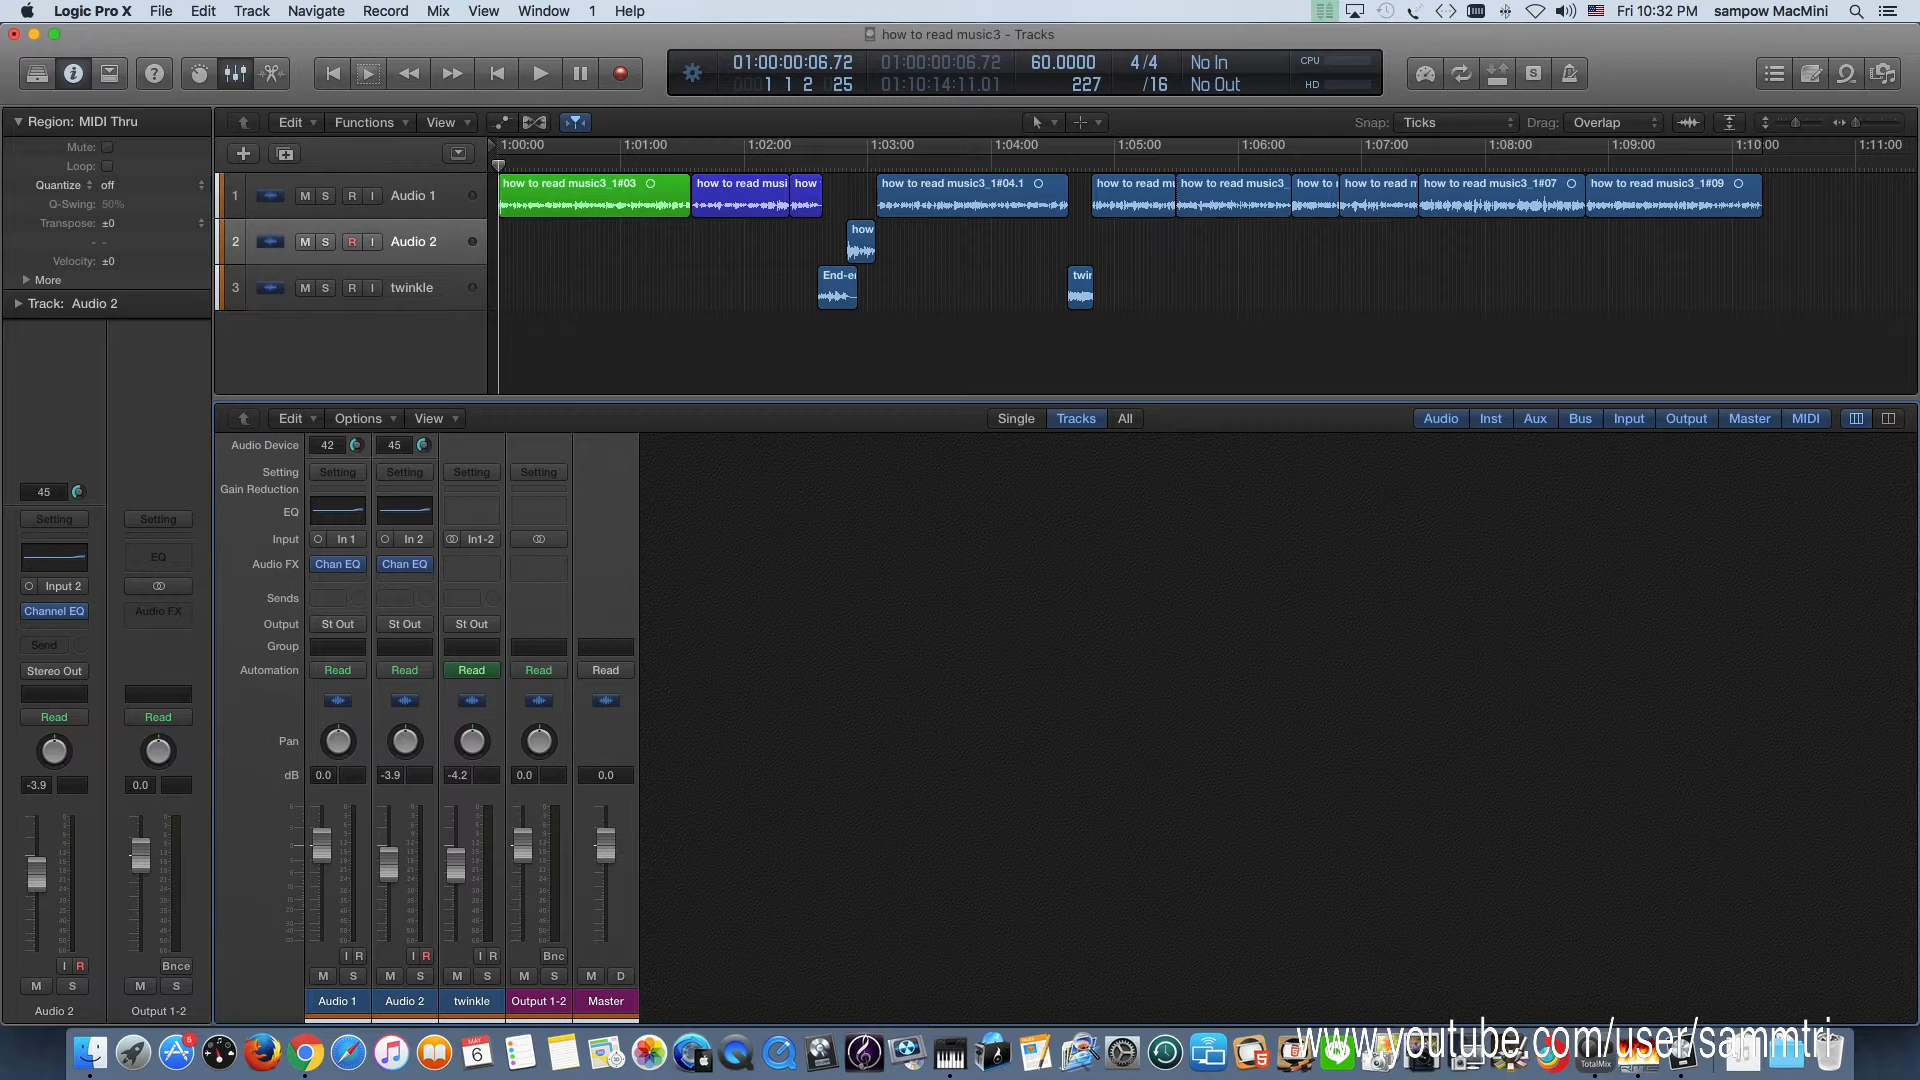 Logic Pro X File Edit Track Navigate Record Mix View Window 1 Help Fri 10:32 PM sampow MacMini
how to read music3 - Tracks
01:00:00:06.72 01:00:00:06.72 60.0000 4/4 No In CPU
1 1 2 25 01:10:14:11.01 227 /16 No Out HD
Region: MIDI Thru
Mute:
Loop:
Quantize off
Q-Swing: 50%
Transpose: ±0
Velocity: ±0
More
Track: Audio 2
Edit Functions View Snap: Ticks Drag: Overlap
1:00:00 1:01:00 1:02:00 1:03:00 1:04:00 1:05:00 1:06:00 1:07:00 1:08:00 1:09:00 1:10:00 1:11:00
1 M S R I Audio 1
how to read music3_1#03 how to read musi how how to read music3_1#04.1 how to read mu how to read music3_ how to r how to read m how to read music3_1#07 how to read music3_1#09
2 M S R I Audio 2
how
3 M S R I twinkle
End-e twin
Edit Options View Single Tracks All Audio Inst Aux Bus Input Output Master MIDI
Audio Device 42 45
Setting Setting Setting Setting Setting
Gain Reduction
EQ
Input In 1 In 2 In1-2
Audio FX Chan EQ Chan EQ
Sends
Output St Out St Out St Out
Group
Automation Read Read Read Read Read
Pan
dB 0.0 -3.9 -4.2 0.0 0.0
I R I R I R Bnc
M S M S M S M S M D
Audio 1 Audio 2 twinkle Output 1-2 Master
45
Setting Setting
EQ
Input 2
Channel EQ Audio FX
Send
Stereo Out
Read Read
-3.9 0.0
I R Bnce
M S M S
Audio 2 Output 1-2
MAY
6
5
TotalMix
www.youtube.com/user/sammtri